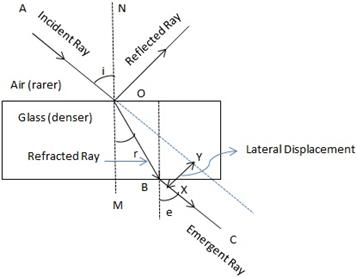 A
N
Incident Ray
Reflected Ray
i
Air (rarer)
O
Glass (denser)
r
Refracted Ray
Y
Lateral Displacement
B
X
M
e
C
Emergent Ray